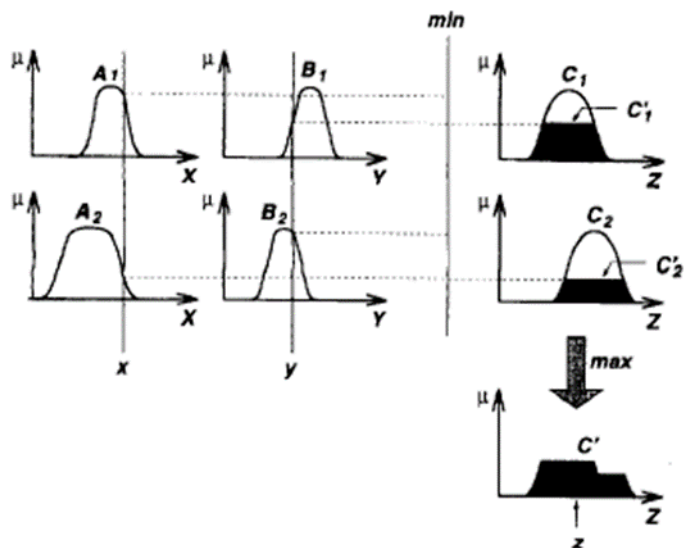 min
μ A₁ X
μ B₁ Y
μ C₁ C'₁ Z
μ A₂ X
μ B₂ Y
μ C₂ C'₂ Z
x
y
max
μ C' Z
z